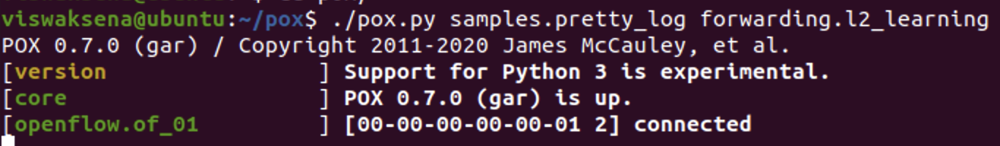 viswaksena@ubuntu:~/pox$ ./pox.py samples.pretty_log forwarding.l2_learning
POX 0.7.0 (gar) / Copyright 2011-2020 James McCauley, et al.
[version                ] Support for Python 3 is experimental.
[core                   ] POX 0.7.0 (gar) is up.
[openflow.of_01         ] [00-00-00-00-00-01 2] connected